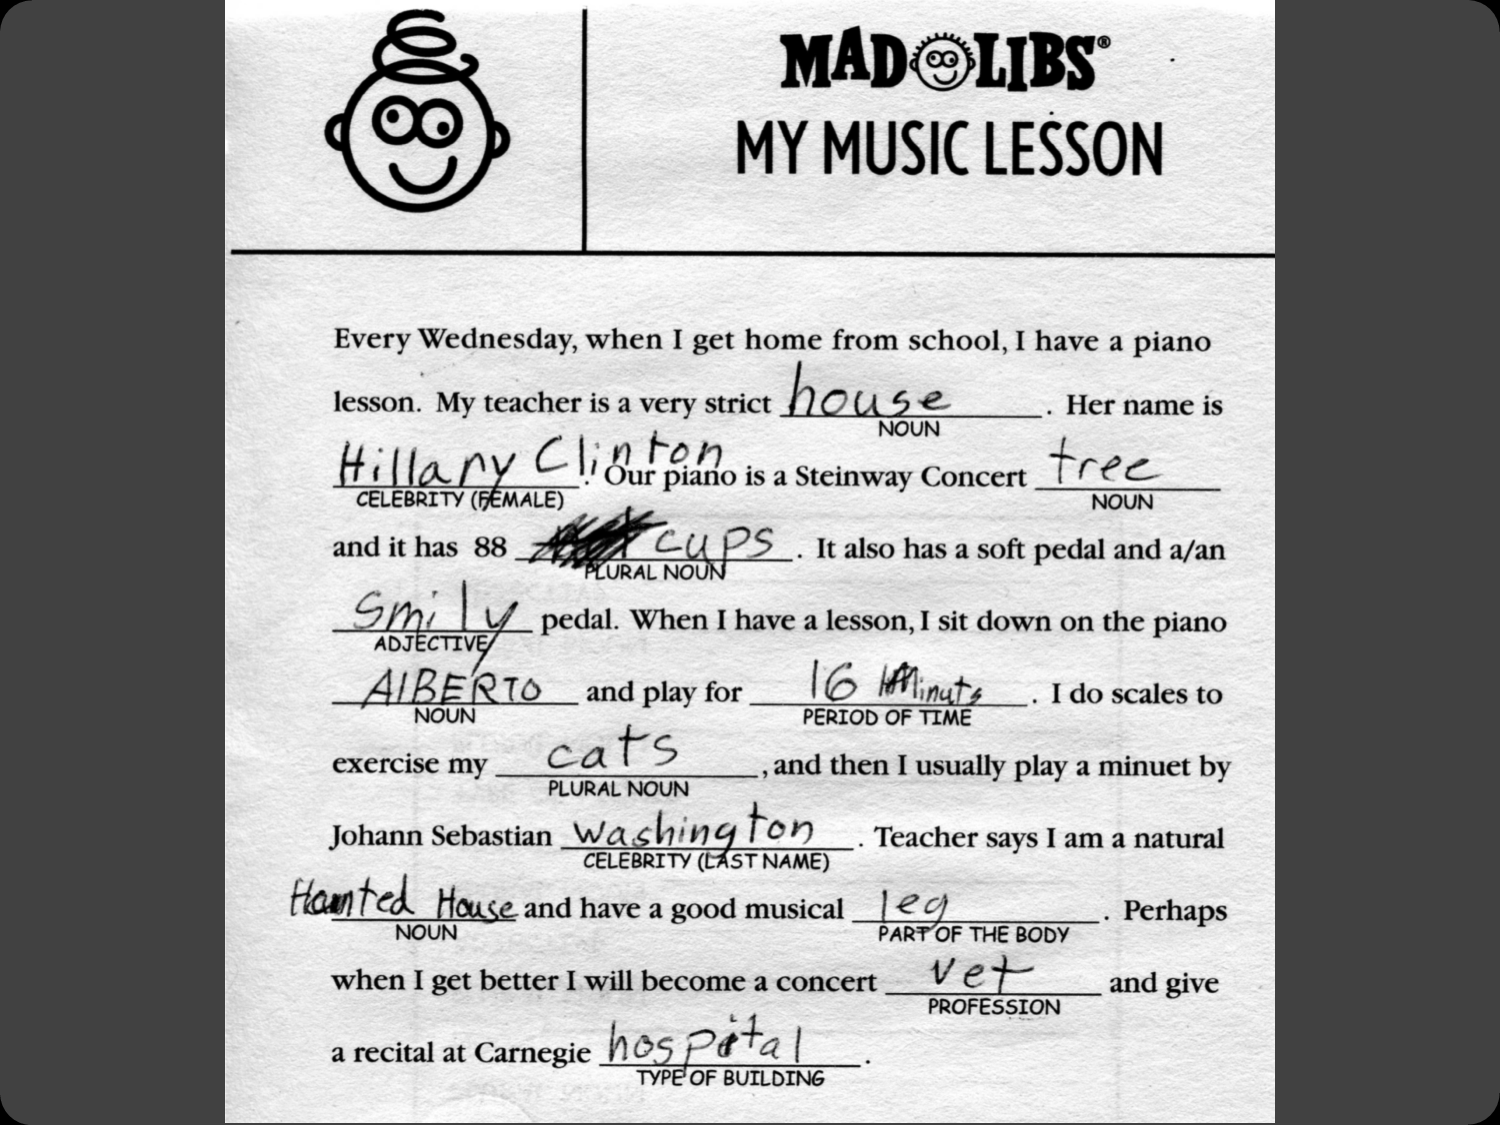 MAD LIBS®
MY MUSIC LESSON
Every Wednesday, when I get home from school, I have a piano
lesson. My teacher is a very strict house . Her name is
NOUN
Hillary Clinton . Our piano is a Steinway Concert tree
CELEBRITY (FEMALE) NOUN
and it has 88 cups . It also has a soft pedal and a/an
PLURAL NOUN
Smily pedal. When I have a lesson, I sit down on the piano
ADJECTIVE
AlBERTO and play for 16 Minuts . I do scales to
NOUN PERIOD OF TIME
exercise my cats , and then I usually play a minuet by
PLURAL NOUN
Johann Sebastian washington . Teacher says I am a natural
CELEBRITY (LAST NAME)
Haunted House and have a good musical leg . Perhaps
NOUN PART OF THE BODY
when I get better I will become a concert vet and give
PROFESSION
a recital at Carnegie hospital .
TYPE OF BUILDING